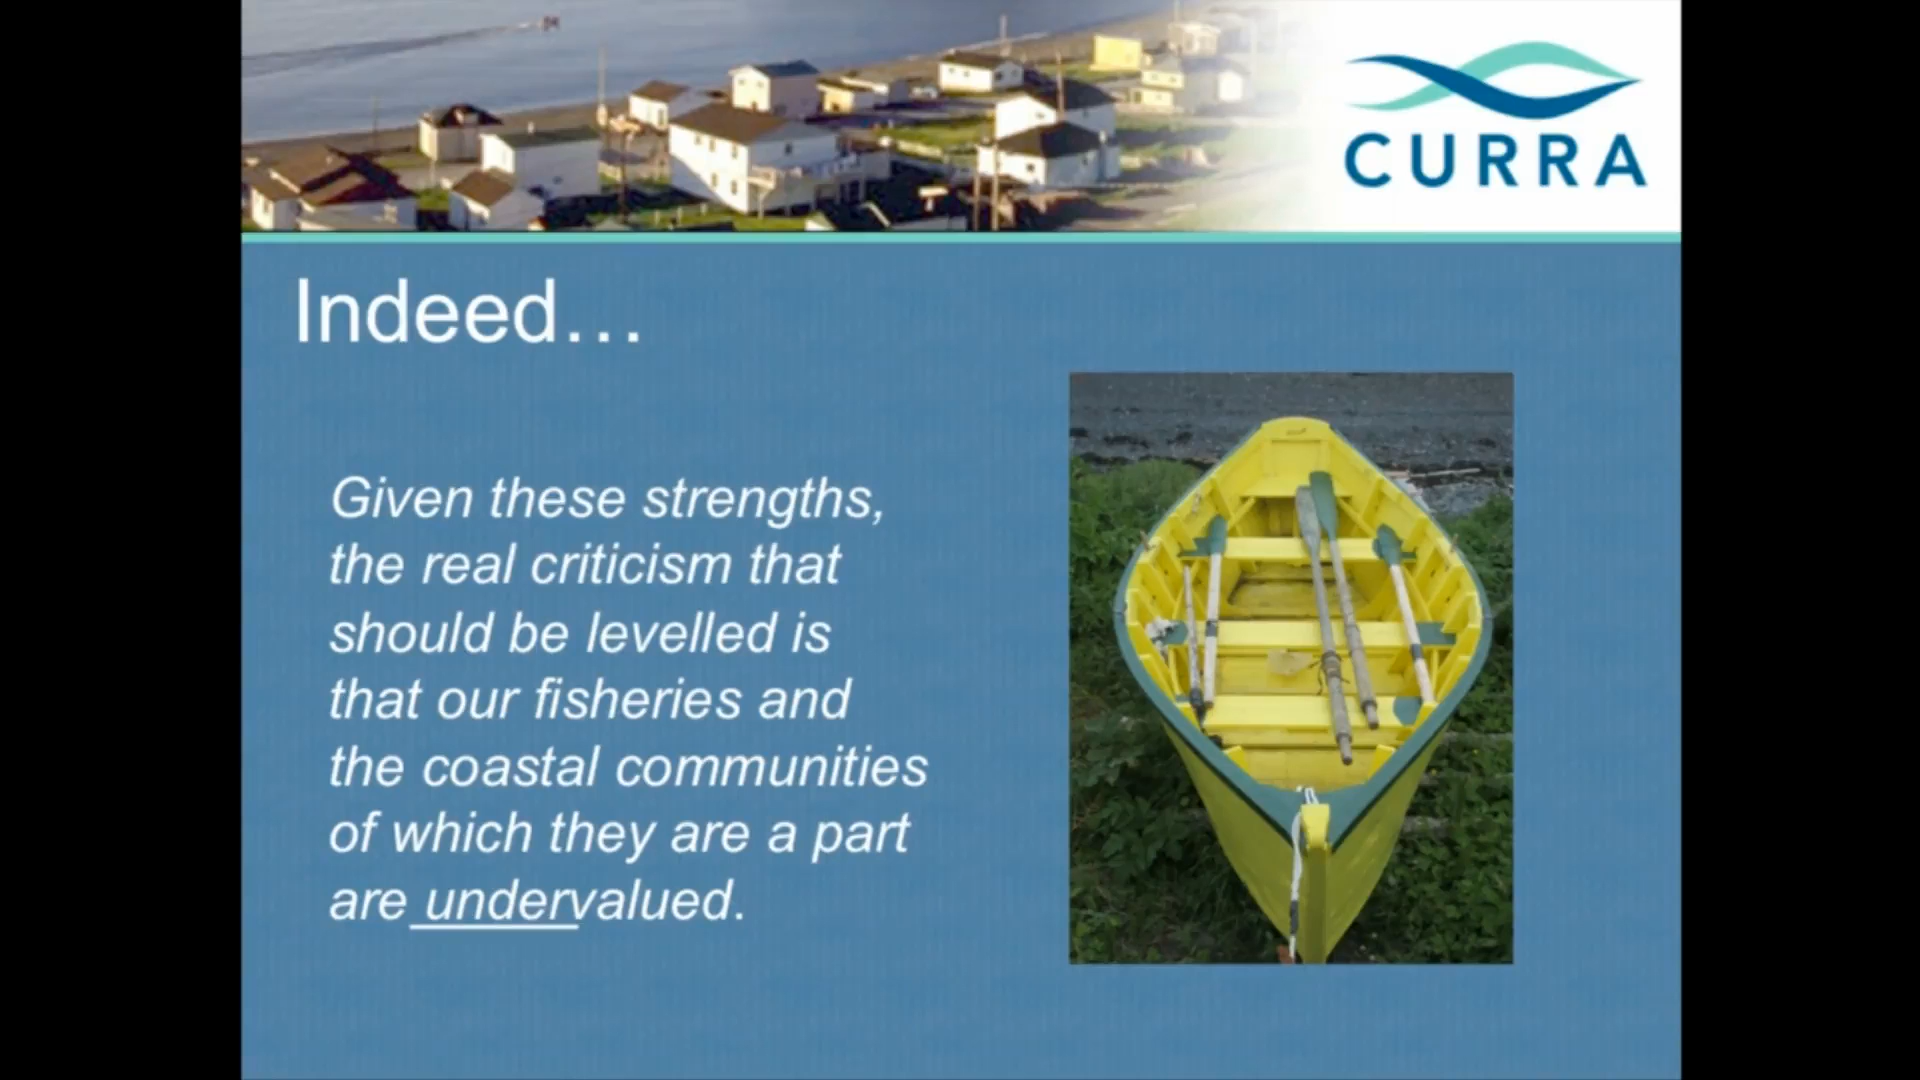 CURRA
Indeed…
Given these strengths,
the real criticism that
should be levelled is
that our fisheries and
the coastal communities
of which they are a part
are undervalued.